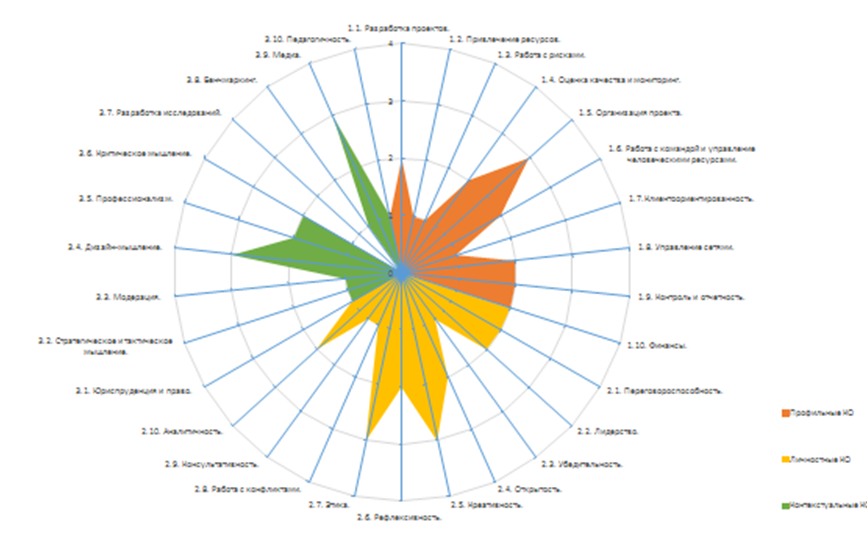 1.1. Разработка проектов.
1.2. Привлечение ресурсов.
1.3. Работа с рисками.
1.4. Оценка качества и мониторинг.
1.5. Организация проекта.
1.6. Работа с командой и управление
человеческими ресурсами.
1.7. Клиентоориентированность.
1.8. Управление сетями.
1.9. Контроль и отчетность.
1.10. Финансы.
2.1. Переговороспособность.
2.2. Лидерство.
2.3. Убедительность.
2.4. Открытость.
2.5. Креативность.
2.6. Рефлексивность.
2.7. Этика.
2.8. Работа с конфликтами.
2.9. Консультативность.
2.10. Аналитичность.
3.1. Юриспруденция и право.
3.2. Стратегическое и тактическое
мышление.
3.3. Модерация.
3.4. Дизайн-мышление.
3.5. Профессионализм.
3.6. Критическое мышление.
3.7. Разработка исследований.
3.8. Бенчмаркинг.
3.9. Медиа.
3.10. Педагогичность.
4
3
2
1
0
Профильные КО
Личностные КО
Контекстуальные КО